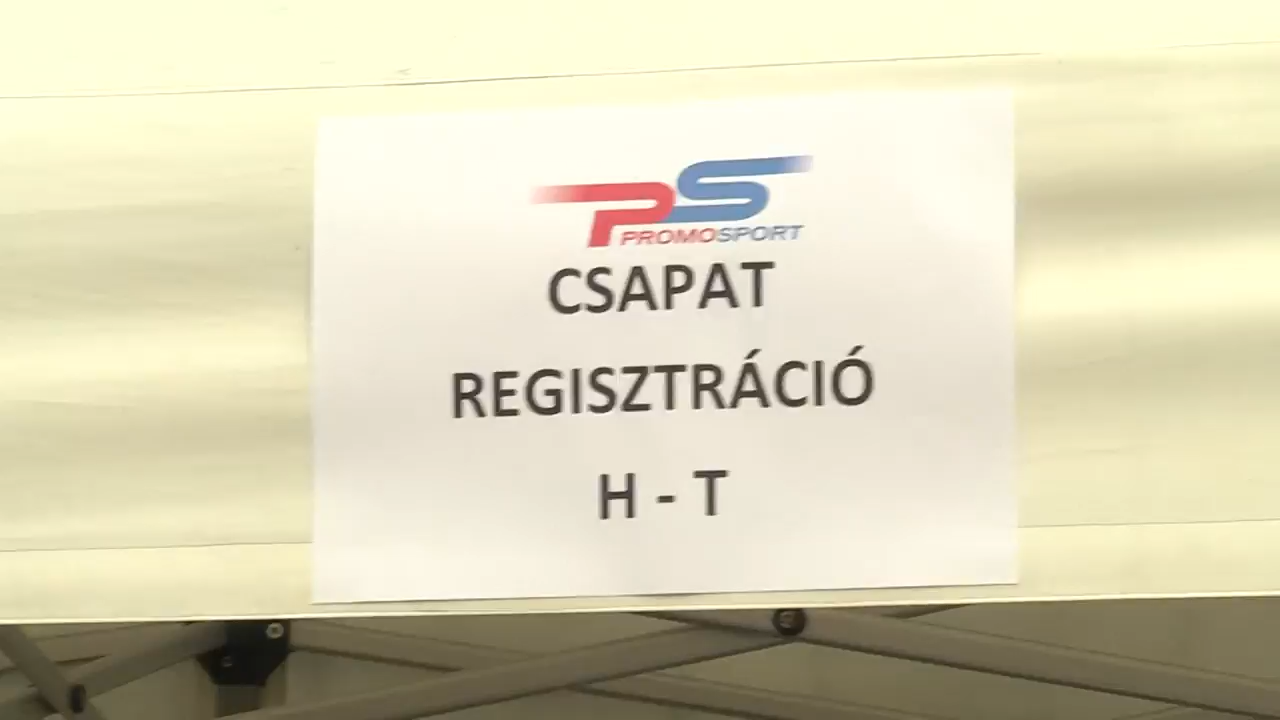 PS
PROMOSPORT
CSAPAT
REGISZTRÁCIÓ
H - T